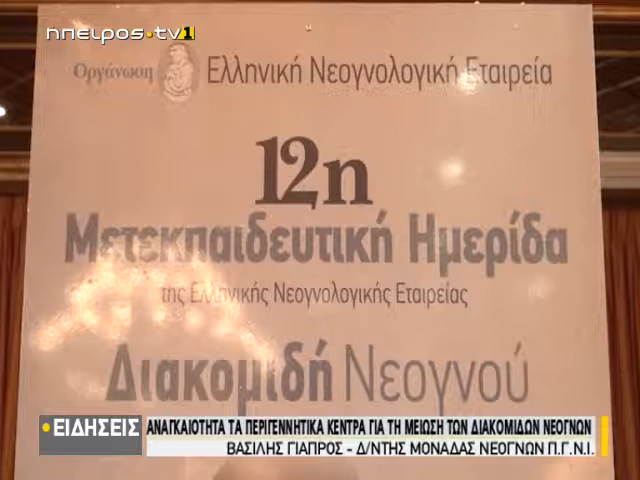 ηπειρος·tv1
Οργάνωση Ελληνική Νεογνολογική Εταιρεία
12η
Μετεκπαιδευτική Ημερίδα
της Ελληνικής Νεογνολογικής Εταιρείας
Διακομιδή Νεογνού
• ΕΙΔΗΣΕΙΣ
ΑΝΑΓΚΑΙΟΤΗΤΑ ΤΑ ΠΕΡΙΓΕΝΝΗΤΙΚΑ ΚΕΝΤΡΑ ΓΙΑ ΤΗ ΜΕΙΩΣΗ ΤΩΝ ΔΙΑΚΟΜΙΔΩΝ ΝΕΟΓΝΩΝ
ΒΑΣΙΛΗΣ ΓΙΑΠΡΟΣ – Δ/ΝΤΗΣ ΜΟΝΑΔΑΣ ΝΕΟΓΝΩΝ Π.Γ.Ν.Ι.